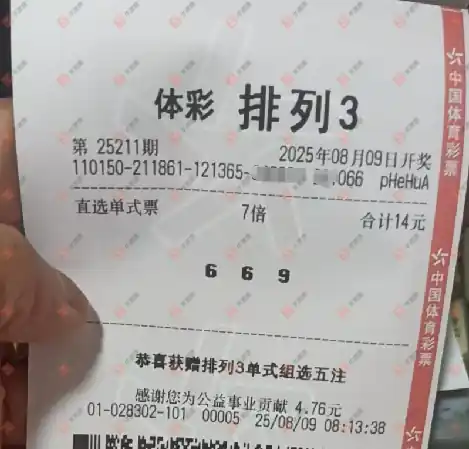 体彩 排列3
第 25211期 2025年08月09日开奖
110150-211861-121365- .066 pHeHuA
直选单式票 7倍 合计14元
6 6 9
恭喜获赠排列3单式组选五注
感谢您为公益事业贡献 4.76元
01-028302-101 00005 25/08/09 08:13:38
中国体育彩票
中国体育彩票